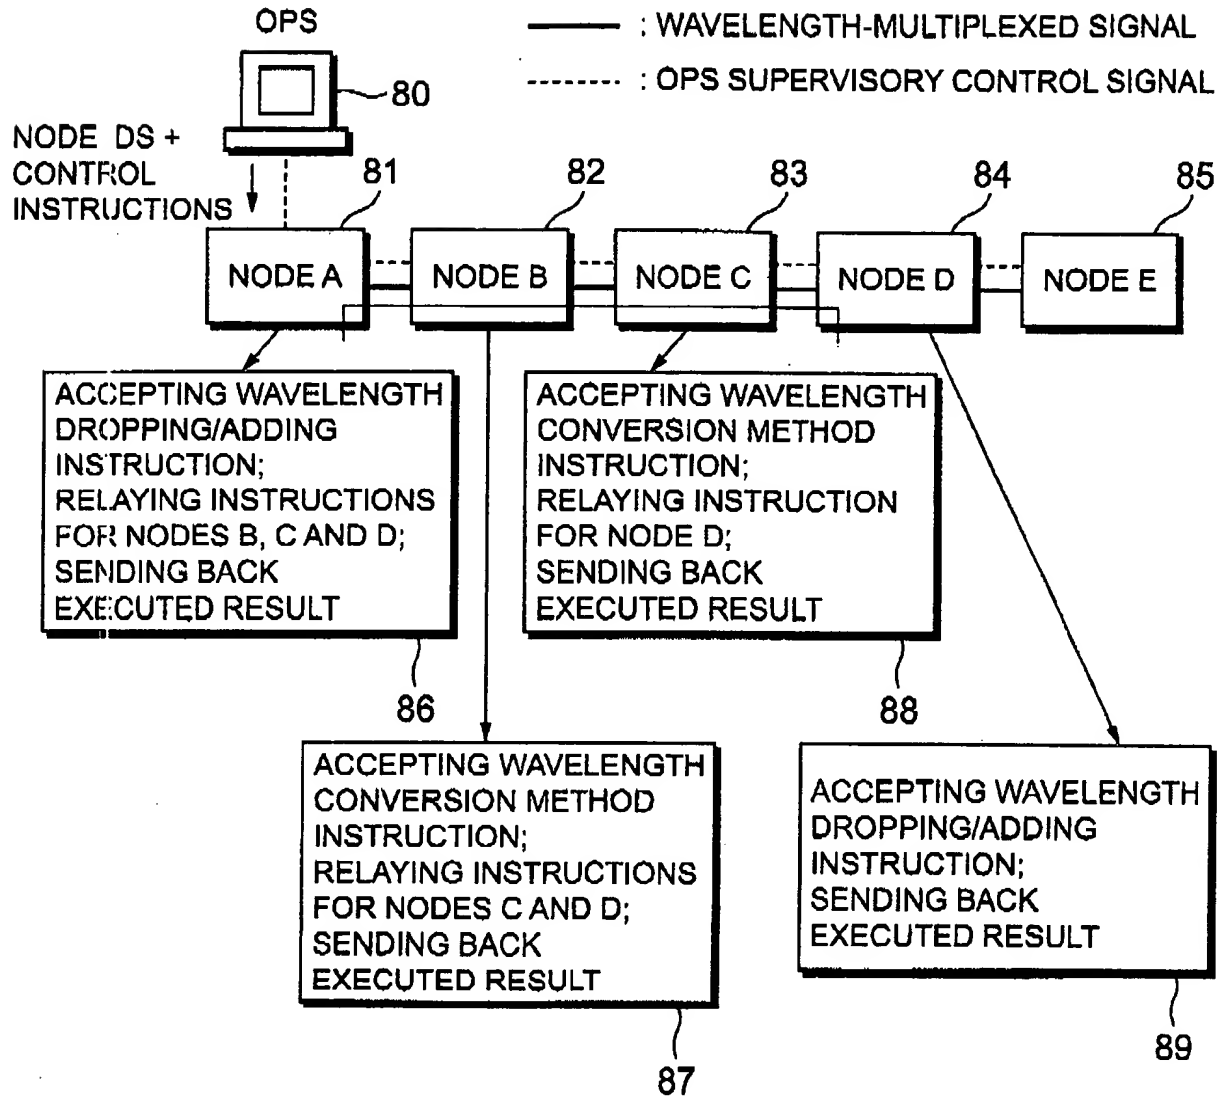 OPS
: WAVELENGTH-MULTIPLEXED SIGNAL
: OPS SUPERVISORY CONTROL SIGNAL
80
NODE DS +
CONTROL
INSTRUCTIONS
81
82
83
84
85
NODE A
NODE B
NODE C
NODE D
NODE E
ACCEPTING WAVELENGTH
DROPPING/ADDING
INSTRUCTION;
RELAYING INSTRUCTIONS
FOR NODES B, C AND D;
SENDING BACK
EXECUTED RESULT
86
ACCEPTING WAVELENGTH
CONVERSION METHOD
INSTRUCTION;
RELAYING INSTRUCTION
FOR NODE D;
SENDING BACK
EXECUTED RESULT
88
ACCEPTING WAVELENGTH
CONVERSION METHOD
INSTRUCTION;
RELAYING INSTRUCTIONS
FOR NODES C AND D;
SENDING BACK
EXECUTED RESULT
87
ACCEPTING WAVELENGTH
DROPPING/ADDING
INSTRUCTION;
SENDING BACK
EXECUTED RESULT
89